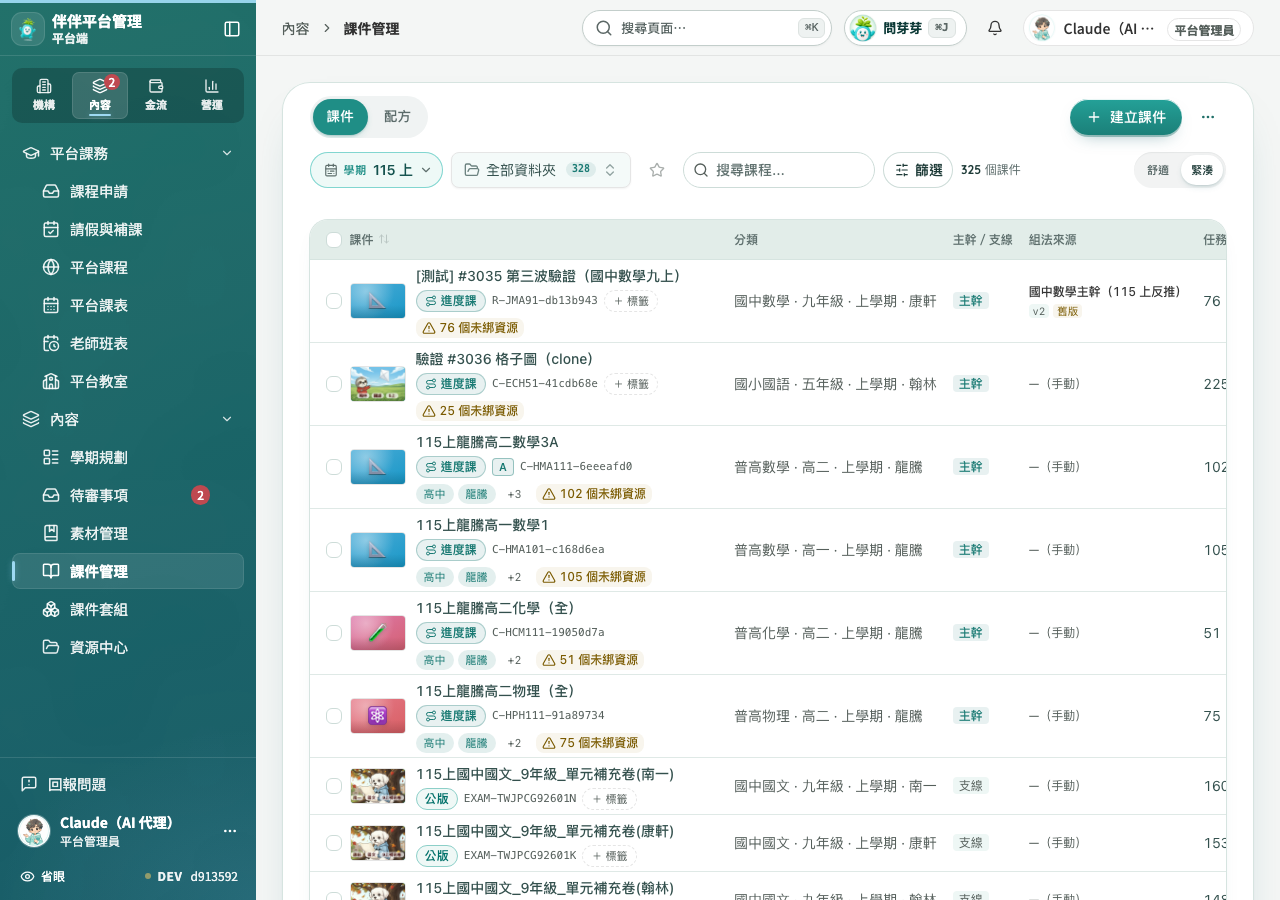 伴伴平台管理
平台端
內容 課件管理 搜尋頁面… ⌘K 問芽芽 ⌘J Claude（AI … 平台管理員
機構 內容 2 金流 營運
平台課務
課程申請
請假與補課
平台課程
平台課表
老師班表
平台教室
內容
學期規劃
待審事項 2
素材管理
課件管理
課件套組
資源中心
回報問題
Claude（AI 代理）
平台管理員
省眼 DEV d913592
課件 配方 + 建立課件
學期 115 上 全部資料夾 328 搜尋課程... 篩選 325 個課件 舒適 緊湊
課件 分類 主幹 / 支線 組法來源 任務
[測試] #3035 第三波驗證（國中數學九上）
進度課 R-JMA91-db13b943 + 標籤
76 個未綁資源
國中數學 · 九年級 · 上學期 · 康軒 主幹 國中數學主幹（115 上反推） 76
v2 舊版
驗證 #3036 格子圖（clone）
進度課 C-ECH51-41cdb68e + 標籤
25 個未綁資源
國小國語 · 五年級 · 上學期 · 翰林 主幹 —（手動） 225
115上龍騰高二數學3A
進度課 A C-HMA111-6eeeafd0
高中 龍騰 +3 102 個未綁資源
普高數學 · 高二 · 上學期 · 龍騰 主幹 —（手動） 102
115上龍騰高一數學1
進度課 C-HMA101-c168d6ea
高中 龍騰 +2 105 個未綁資源
普高數學 · 高一 · 上學期 · 龍騰 主幹 —（手動） 105
115上龍騰高二化學（全）
進度課 C-HCM111-19050d7a
高中 龍騰 +2 51 個未綁資源
普高化學 · 高二 · 上學期 · 龍騰 主幹 —（手動） 51
115上龍騰高二物理（全）
進度課 C-HPH111-91a89734
高中 龍騰 +2 75 個未綁資源
普高物理 · 高二 · 上學期 · 龍騰 主幹 —（手動） 75
115上國中國文_9年級_單元補充卷(南一)
公版 EXAM-TWJPCG92601N + 標籤
國中國文 · 九年級 · 上學期 · 南一 支線 —（手動） 160
115上國中國文_9年級_單元補充卷(康軒)
公版 EXAM-TWJPCG92601K + 標籤
國中國文 · 九年級 · 上學期 · 康軒 支線 —（手動） 153
115上國中國文_9年級_單元補充卷(翰林)
國中國文 · 九年級 · 上學期 · 翰林 支線 —（手動）